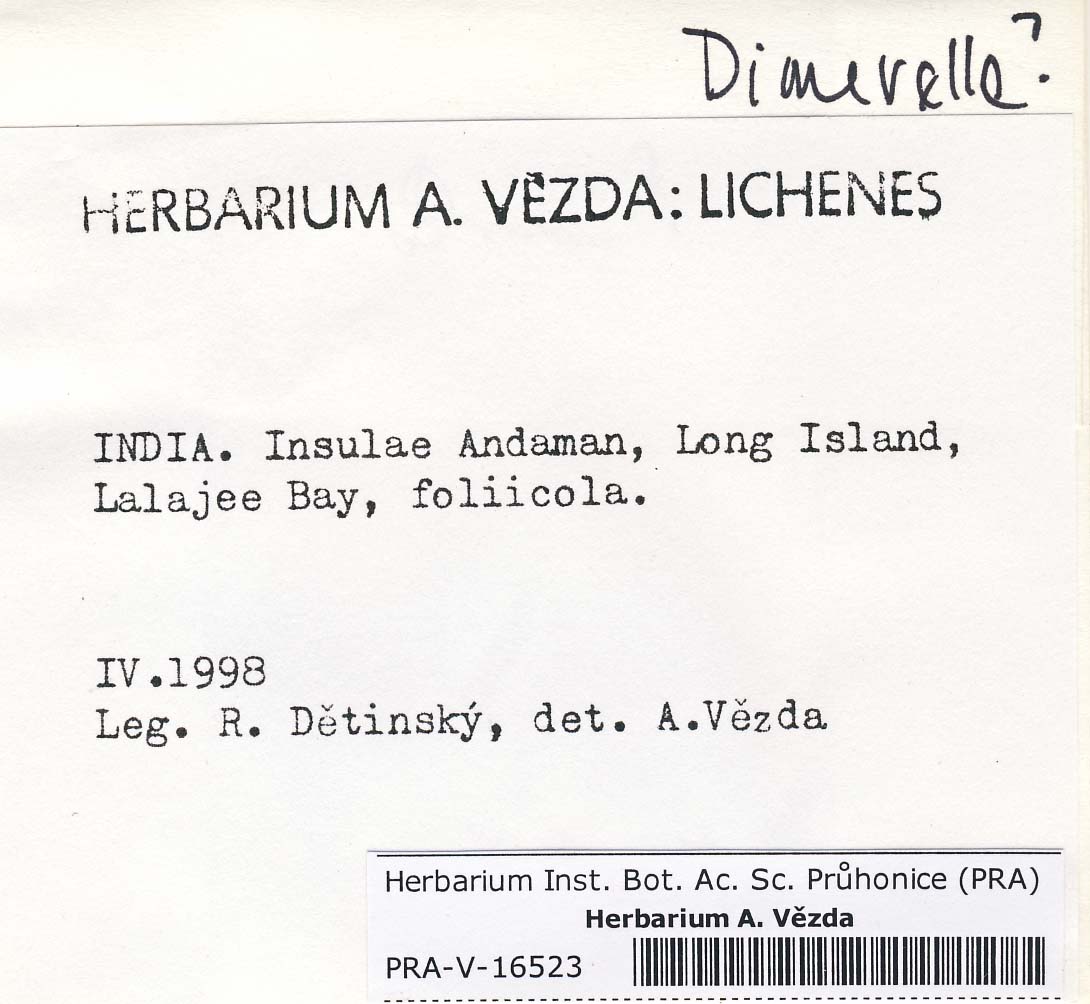 Dimerella?
HERBARIUM A. VĚZDA: LICHENES
INDIA. Insulae Andaman, Long Island,
Lalajee Bay, foliicola.
IV.1998
Leg. R. Dětinský, det. A.Vězda
Herbarium Inst. Bot. Ac. Sc. Průhonice (PRA)
Herbarium A. Vězda
PRA-V-16523